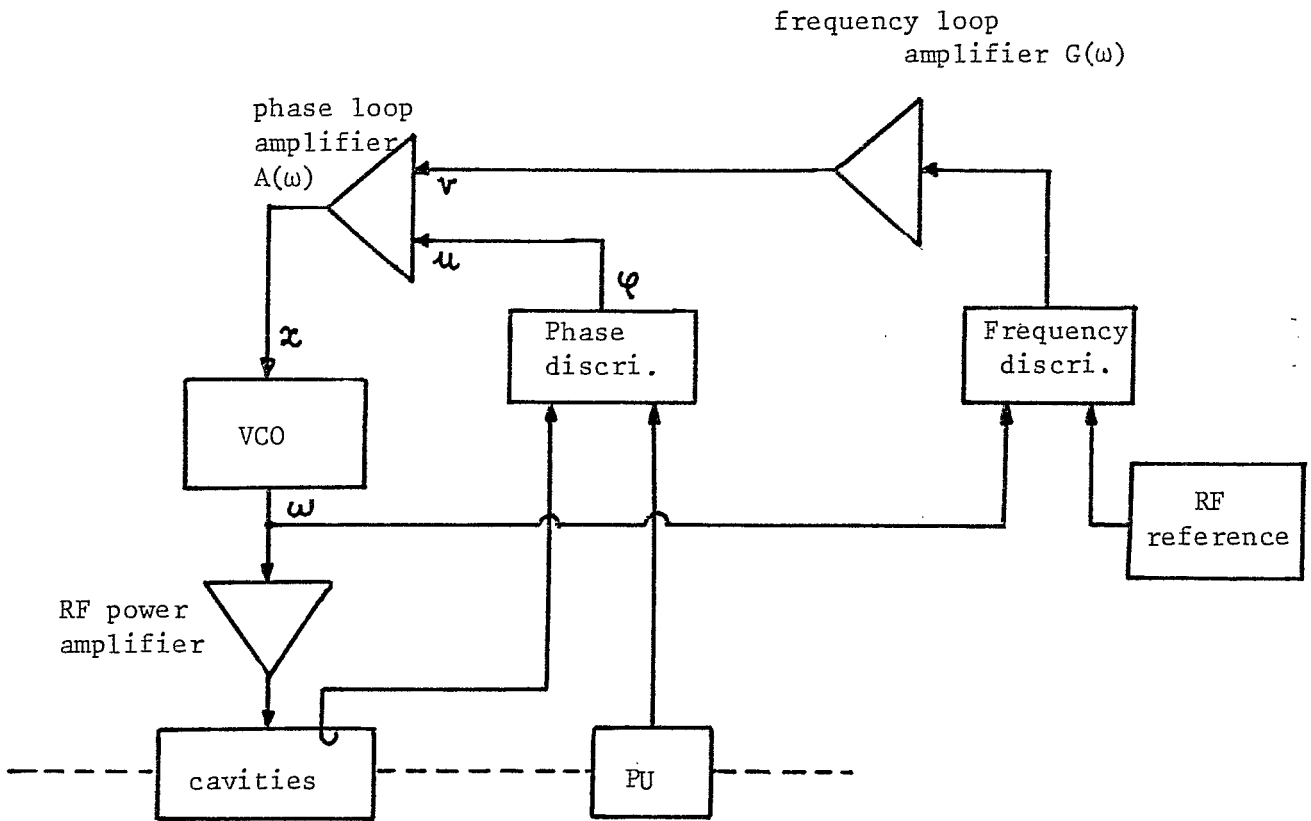 frequency loop
amplifier G(ω)
phase loop
amplifier
A(ω)
v
u
φ
x
Phase
discri.
Frequency
discri.
VCO
ω
RF
reference
RF power
amplifier
cavities
PU